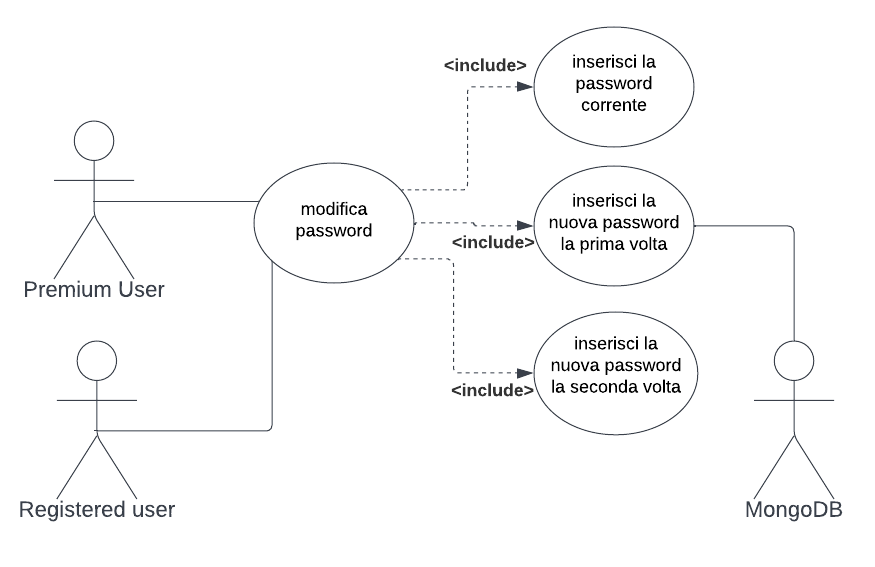 <include>
inserisci la
password
corrente
Premium User
modifica
password
inserisci la
nuova password
la prima volta
<include>
inserisci la
nuova password
la seconda volta
<include>
Registered user
MongoDB